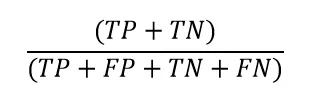 (TP + TN)
(TP + FP + TN + FN)